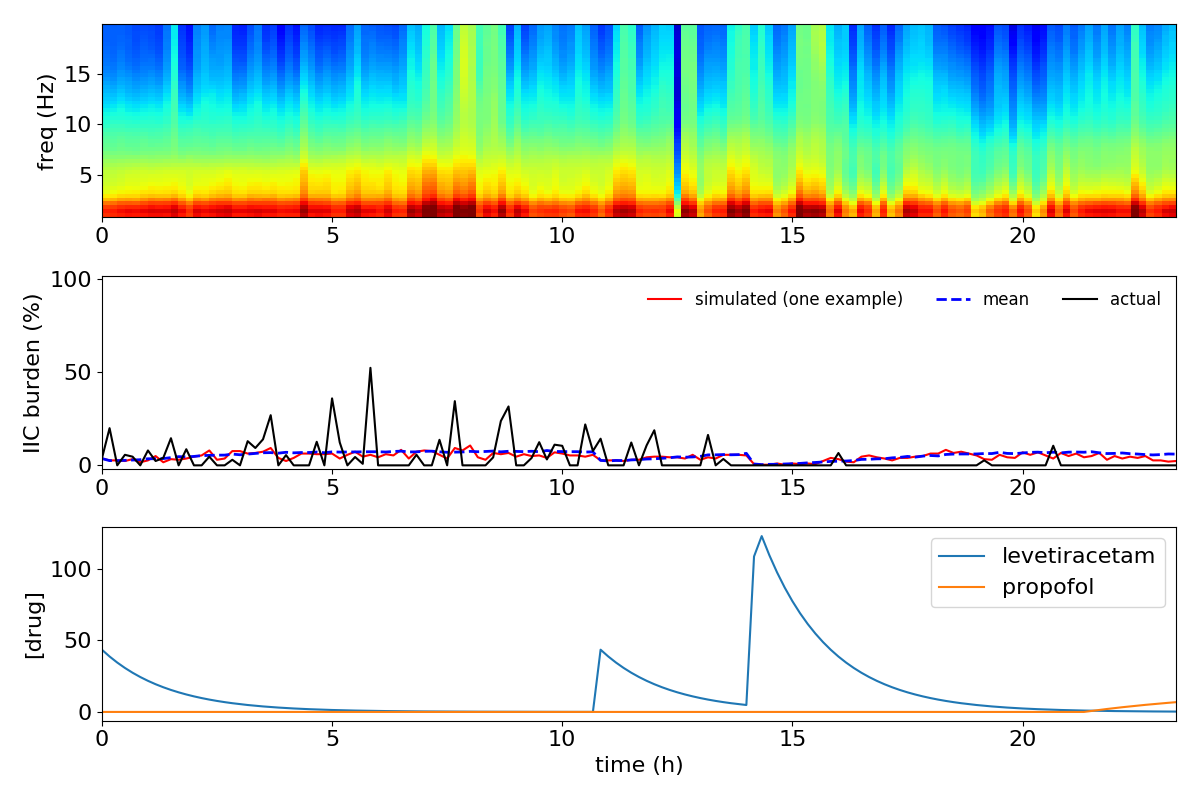 freq (Hz)
15
10
5
0 5 10 15 20
IIC burden (%)
100
50
0
simulated (one example) mean actual
0 5 10 15 20
[drug]
100
50
0
levetiracetam
propofol
0 5 10 15 20
time (h)